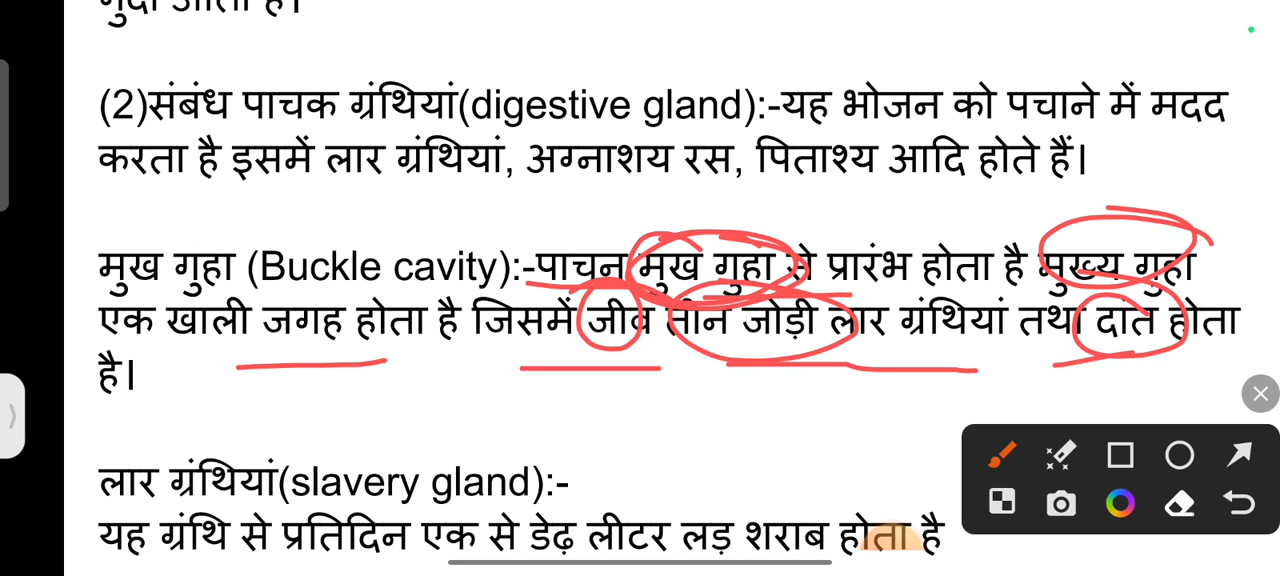 गुदा आता है।
(2)संबंध पाचक ग्रंथियां(digestive gland):-यह भोजन को पचाने में मदद
करता है इसमें लार ग्रंथियां, अग्नाशय रस, पिताश्य आदि होते हैं।
मुख गुहा (Buckle cavity):-पाचन मुख गुहा से प्रारंभ होता है मुख्य गुहा
एक खाली जगह होता है जिसमें जीव तीन जोड़ी लार ग्रंथियां तथा दांत होता
है।
लार ग्रंथियां(slavery gland):-
यह ग्रंथि से प्रतिदिन एक से डेढ़ लीटर लड़ शराब होता है